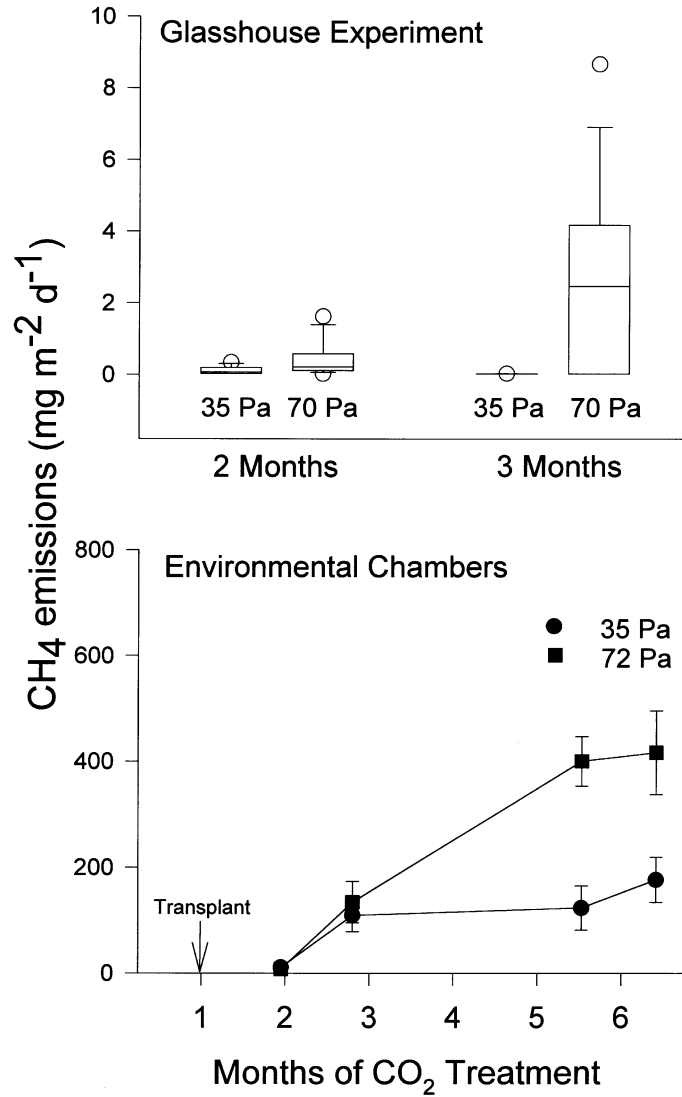 CH4 emissions (mg m-2 d-1)
Glasshouse Experiment
10
8
6
4
2
0
35 Pa 70 Pa 35 Pa 70 Pa
2 Months 3 Months
Environmental Chambers
800
600
400
200
0
35 Pa
72 Pa
Transplant
1 2 3 4 5 6
Months of CO2 Treatment